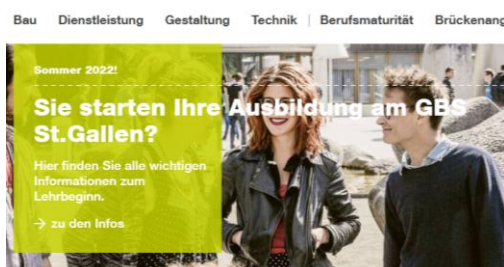 Bau Dienstleistung Gestaltung Technik | Berufsmaturität Brückenang
Sommer 2022!
Sie starten Ihre Ausbildung am GBS
St.Gallen?
Hier finden Sie alle wichtigen
Informationen zum
Lehrbeginn.
→ zu den Infos